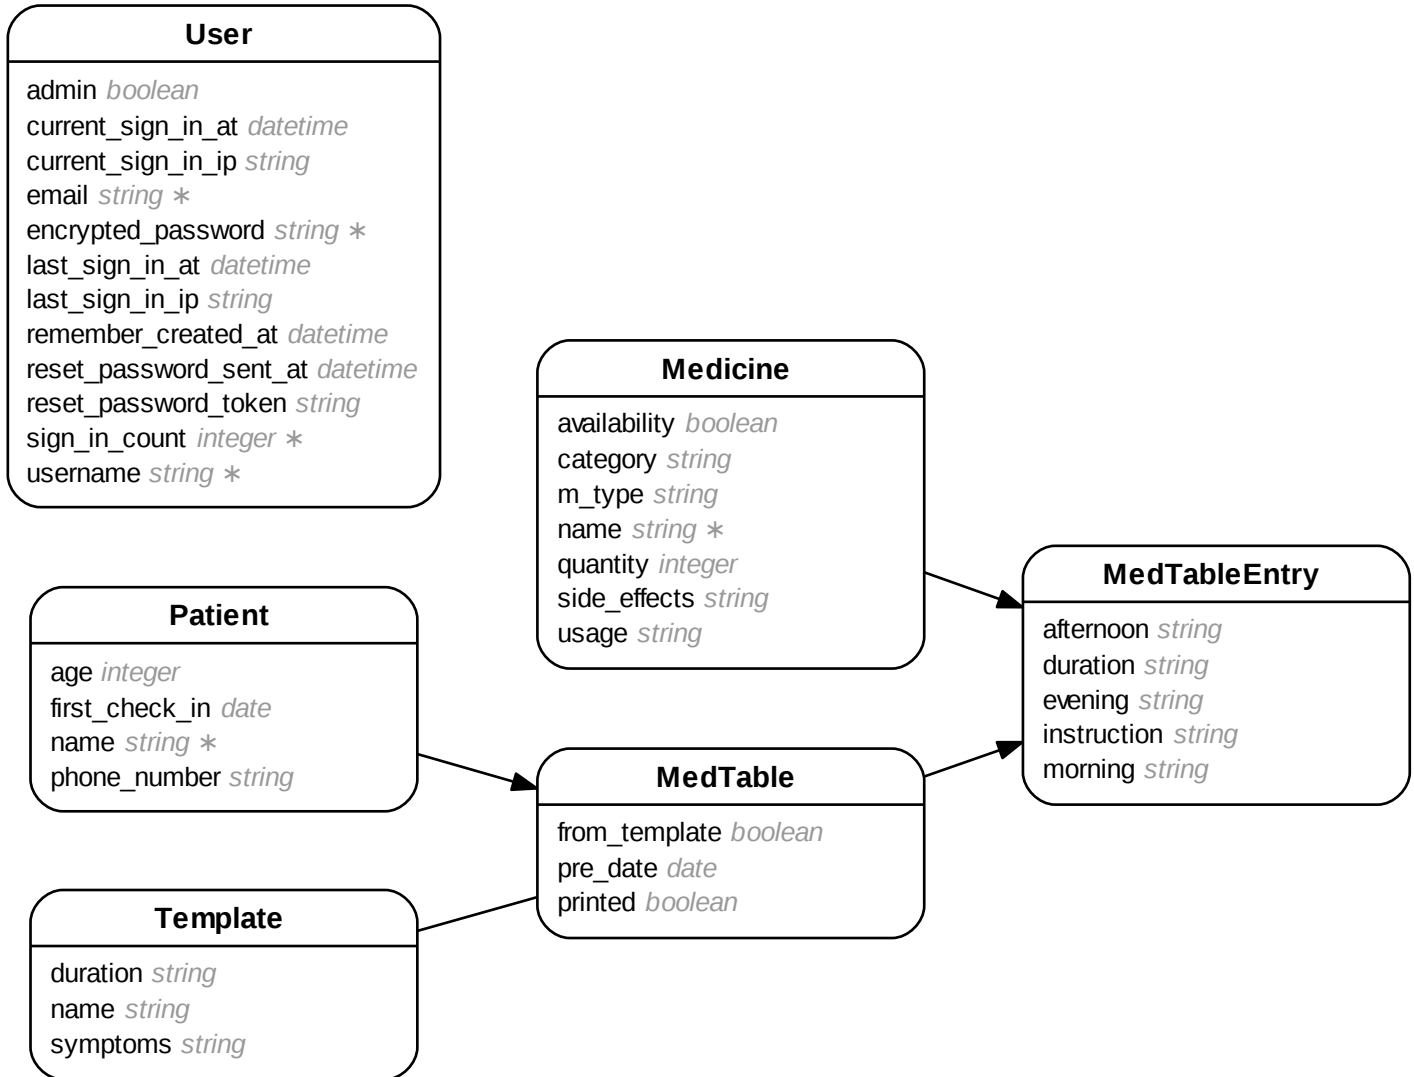 User
admin boolean
current_sign_in_at datetime
current_sign_in_ip string
email string ∗
encrypted_password string ∗
last_sign_in_at datetime
last_sign_in_ip string
remember_created_at datetime
reset_password_sent_at datetime
reset_password_token string
sign_in_count integer ∗
username string ∗
Medicine
availability boolean
category string
m_type string
name string ∗
quantity integer
side_effects string
usage string
MedTableEntry
afternoon string
duration string
evening string
instruction string
morning string
Patient
age integer
first_check_in date
name string ∗
phone_number string
MedTable
from_template boolean
pre_date date
printed boolean
Template
duration string
name string
symptoms string